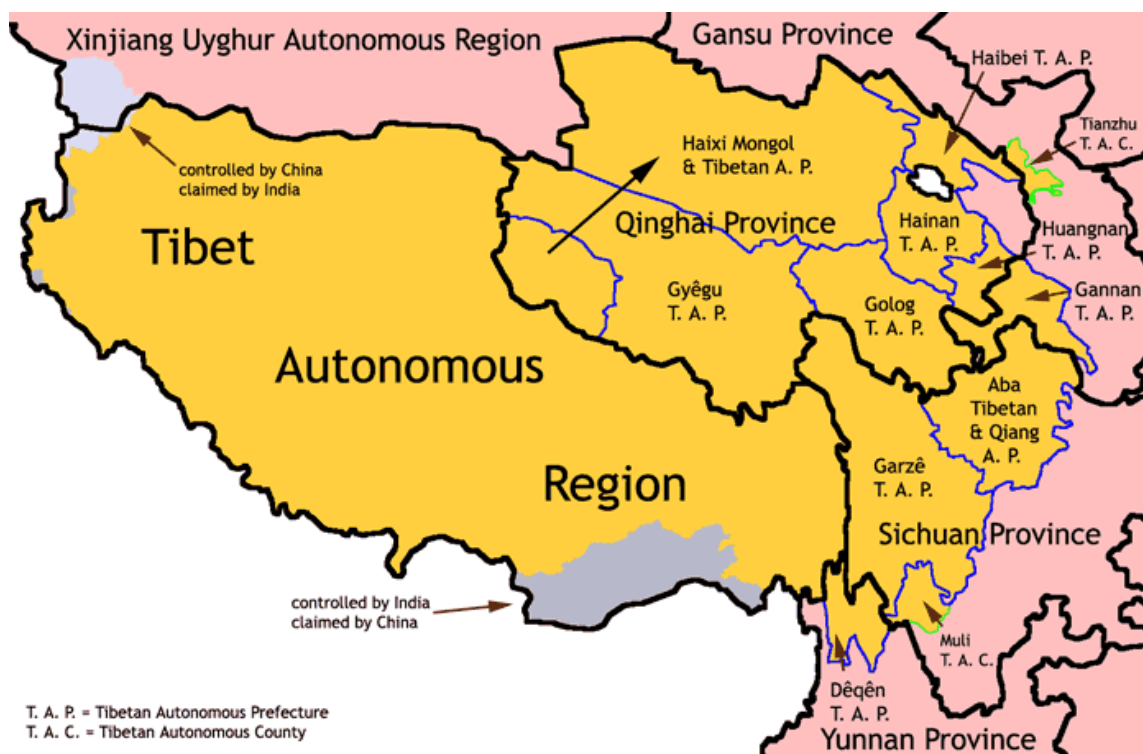 Xinjiang Uyghur Autonomous Region
Gansu Province
Haibei T. A. P.
Tianzhu
T. A. C.
controlled by China
claimed by India
Haixi Mongol
& Tibetan A. P.
Tibet
Qinghai Province
Hainan
T. A. P.
Huangnan
T. A. P.
Gyêgu
T. A. P.
Golog
T. A. P.
Gannan
T. A. P.
Autonomous
Aba
Tibetan
& Qiang
A. P.
Garzê
T. A. P.
Region
Sichuan Province
controlled by India
claimed by China
Muli
T. A. C.
Dêqên
T. A. P.
Yunnan Province
T. A. P. = Tibetan Autonomous Prefecture
T. A. C. = Tibetan Autonomous County